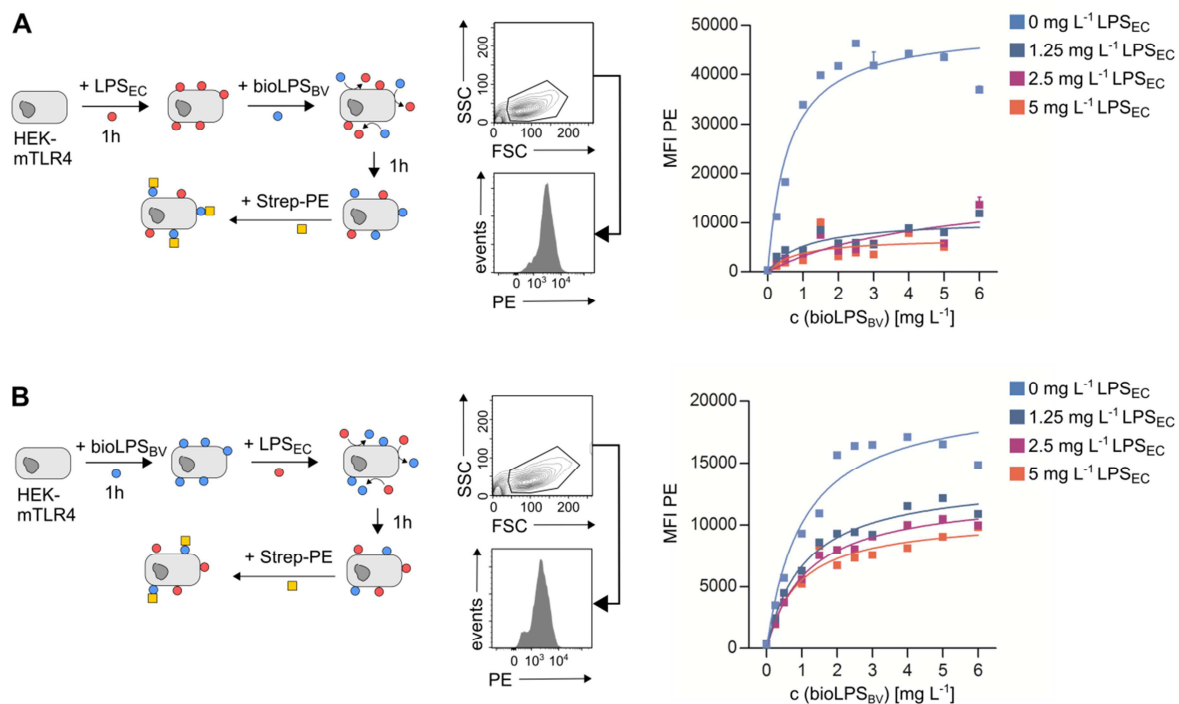 A
+ LPSEC
1h
+ bioLPSBV
HEK-
mTLR4
1h
+ Strep-PE
SSC
200
100
0
0 100 200
FSC
events
0 10³ 10⁴
PE
MFI PE
50000
40000
30000
20000
10000
0
0 1 2 3 4 5 6
c (bioLPSBV) [mg L⁻¹]
0 mg L⁻¹ LPSEC
1.25 mg L⁻¹ LPSEC
2.5 mg L⁻¹ LPSEC
5 mg L⁻¹ LPSEC
B
+ bioLPSBV
1h
+ LPSEC
HEK-
mTLR4
1h
+ Strep-PE
SSC
200
100
0
0 100 200
FSC
events
0 10³ 10⁴
PE
MFI PE
20000
15000
10000
5000
0
0 1 2 3 4 5 6
c (bioLPSBV) [mg L⁻¹]
0 mg L⁻¹ LPSEC
1.25 mg L⁻¹ LPSEC
2.5 mg L⁻¹ LPSEC
5 mg L⁻¹ LPSEC